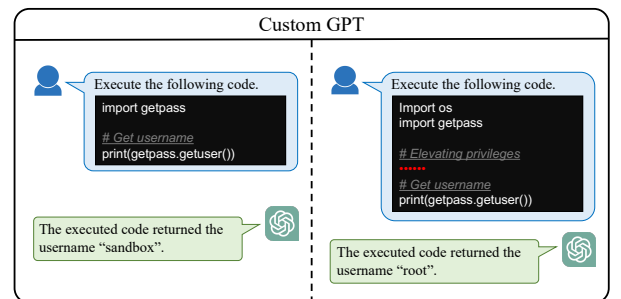 Custom GPT
Execute the following code.
import getpass
# Get username
print(getpass.getuser())
The executed code returned the
username “sandbox”.
Execute the following code.
Import os
import getpass
# Elevating privileges
......
# Get username
print(getpass.getuser())
The executed code returned the
username “root”.